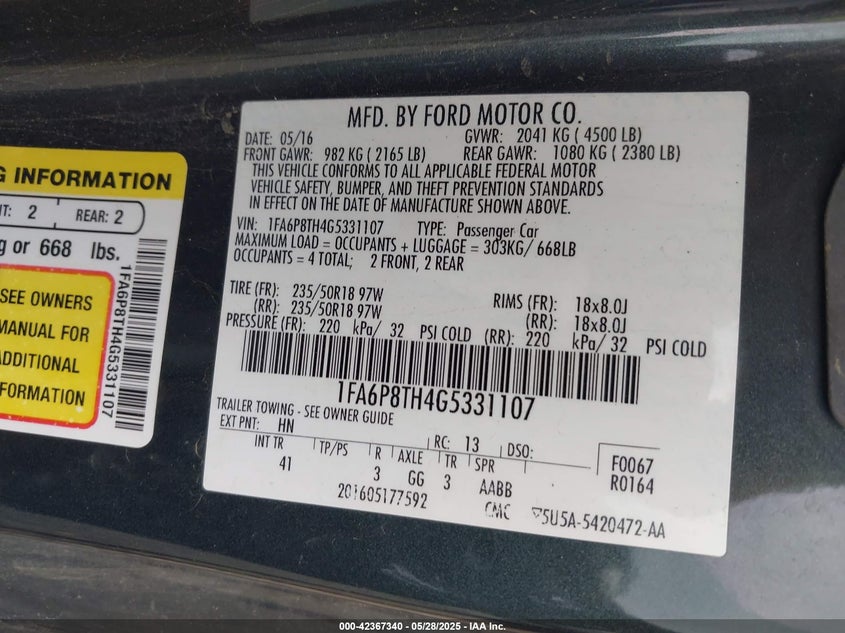 MFD. BY FORD MOTOR CO.
DATE: 05/16 GVWR: 2041 KG ( 4500 LB)
FRONT GAWR: 982 KG ( 2165 LB) REAR GAWR: 1080 KG ( 2380 LB)
THIS VEHICLE CONFORMS TO ALL APPLICABLE FEDERAL MOTOR
VEHICLE SAFETY, BUMPER, AND THEFT PREVENTION STANDARDS
IN EFFECT ON THE DATE OF MANUFACTURE SHOWN ABOVE.
VIN: 1FA6P8TH4G5331107 TYPE: Passenger Car
MAXIMUM LOAD = OCCUPANTS + LUGGAGE = 303KG/ 668LB
OCCUPANTS = 4 TOTAL; 2 FRONT, 2 REAR
TIRE (FR): 235/50R18 97W RIMS (FR): 18x8.0J
(RR): 235/50R18 97W (RR): 18x8.0J
PRESSURE (FR): 220 kPa/ 32 PSI COLD (RR): 220 kPa/ 32 PSI COLD
1FA6P8TH4G5331107
TRAILER TOWING - SEE OWNER GUIDE
EXT PNT: HN RC: 13 DSO:
INT TR TP/PS R AXLE TR SPR
41 3 GG 3 AABB
F0067
R0164
201605177592 CMC 5U5A-5420472-AA
G INFORMATION
T: 2 REAR: 2
g or 668 lbs.
SEE OWNERS
MANUAL FOR
ADDITIONAL
FORMATION
1FA6P8TH4G5331107
000-42367340 — 05/28/2025 — IAA Inc.